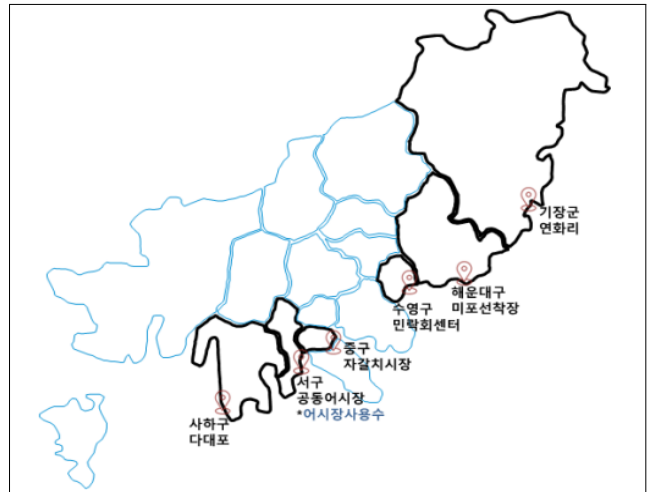 기장군
연화리
해운대구
미포선착장
수영구
민락회센터
중구
자갈치시장
서구
공동어시장
*어시장사용수
사하구
다대포